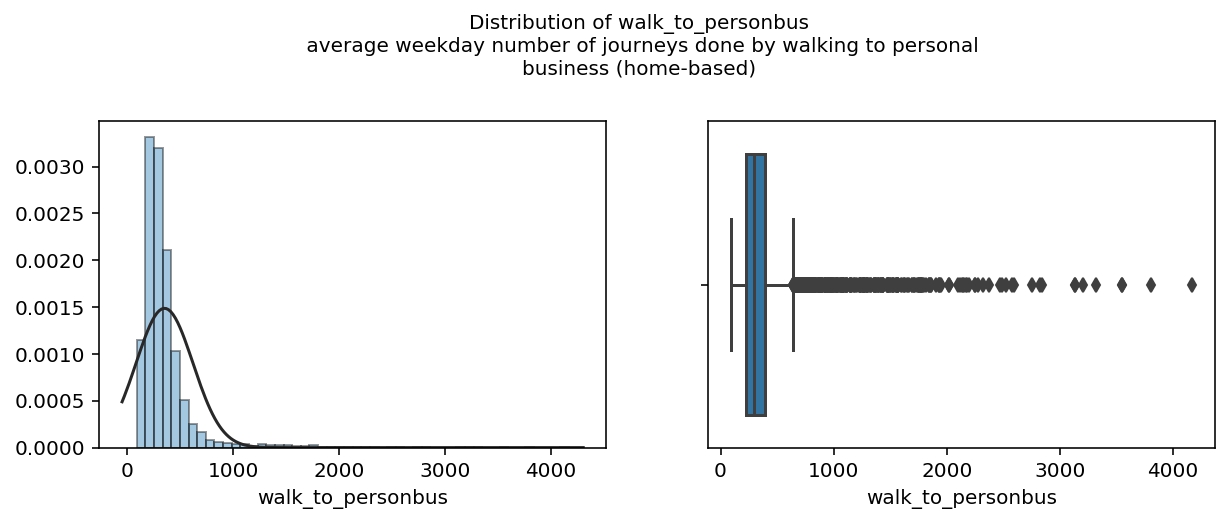 Distribution of walk_to_personbus
average weekday number of journeys done by walking to personal
business (home-based)
0.0030
0.0025
0.0020
0.0015
0.0010
0.0005
0.0000
0 1000 2000 3000 4000
walk_to_personbus
0 1000 2000 3000 4000
walk_to_personbus